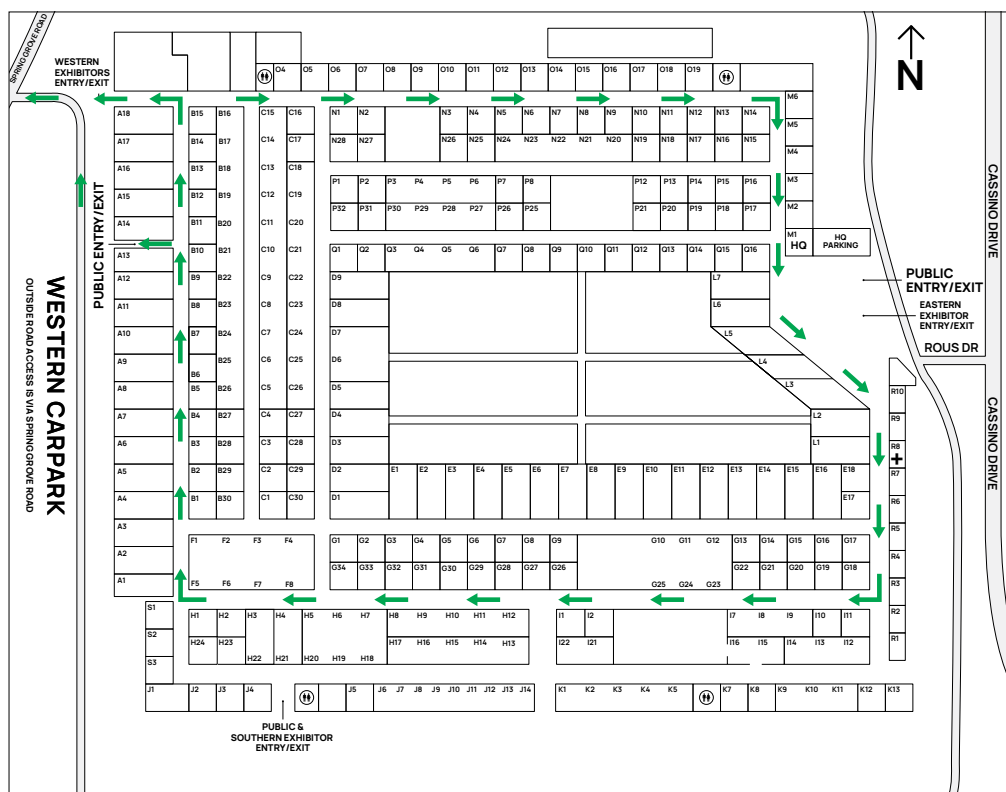 SPRING GROVE ROAD
WESTERN
EXHIBITORS
ENTRY/EXIT
N
O4 O5 O6 O7 O8 O9 O10 O11 O12 O13 O14 O15 O16 O17 O18 O19
M6
M5
M4
M3
M2
M1
HQ
HQ
PARKING
A18
A17
A16
A15
A14
A13
A12
A11
A10
A9
A8
A7
A6
A5
A4
A3
A2
A1
B15 B16
B14 B17
B13 B18
B12 B19
B11 B20
B10 B21
B9 B22
B8 B23
B7 B24
B6 B25
B5 B26
B4 B27
B3 B28
B2 B29
B1 B30
C15 C16
C14 C17
C13 C18
C12 C19
C11 C20
C10 C21
C9 C22
C8 C23
C7 C24
C6 C25
C5 C26
C4 C27
C3 C28
C2 C29
C1 C30
N1 N2 N3 N4 N5 N6 N7 N8 N9 N10 N11 N12 N13 N14
N28 N27 N26 N25 N24 N23 N22 N21 N20 N19 N18 N17 N16 N15
P1 P2 P3 P4 P5 P6 P7 P8 P12 P13 P14 P15 P16
P32 P31 P30 P29 P28 P27 P26 P25 P21 P20 P19 P18 P17
Q1 Q2 Q3 Q4 Q5 Q6 Q7 Q8 Q9 Q10 Q11 Q12 Q13 Q14 Q15 Q16
D9
D8
D7
D6
D5
D4
D3
D2
D1
L7
L6
L5
L4
L3
L2
L1
E1 E2 E3 E4 E5 E6 E7 E8 E9 E10 E11 E12 E13 E14 E15 E16 E18
E17
F1 F2 F3 F4
F5 F6 F7 F8
G1 G2 G3 G4 G5 G6 G7 G8 G9 G10 G11 G12 G13 G14 G15 G16 G17
G34 G33 G32 G31 G30 G29 G28 G27 G26 G25 G24 G23 G22 G21 G20 G19 G18
H1 H2 H3 H4 H5 H6 H7 H8 H9 H10 H11 H12
H24 H23 H22 H21 H20 H19 H18 H17 H16 H15 H14 H13
I1 I2 I7 I8 I9 I10 I11
I22 I21 I16 I15 I14 I13 I12
S1
S2
S3
J1 J2 J3 J4 J5 J6 J7 J8 J9 J10 J11 J12 J13 J14
K1 K2 K3 K4 K5 K7 K8 K9 K10 K11 K12 K13
R10
R9
R8
R7
R6
R5
R4
R3
R2
R1
PUBLIC ENTRY/EXIT
WESTERN CARPARK
OUTSIDE ROAD ACCESS IS VIA SPRING GROVE ROAD
PUBLIC
ENTRY/EXIT
EASTERN
EXHIBITOR
ENTRY/EXIT
ROUS DR
CASSINO DRIVE
CASSINO DRIVE
PUBLIC &
SOUTHERN EXHIBITOR
ENTRY/EXIT